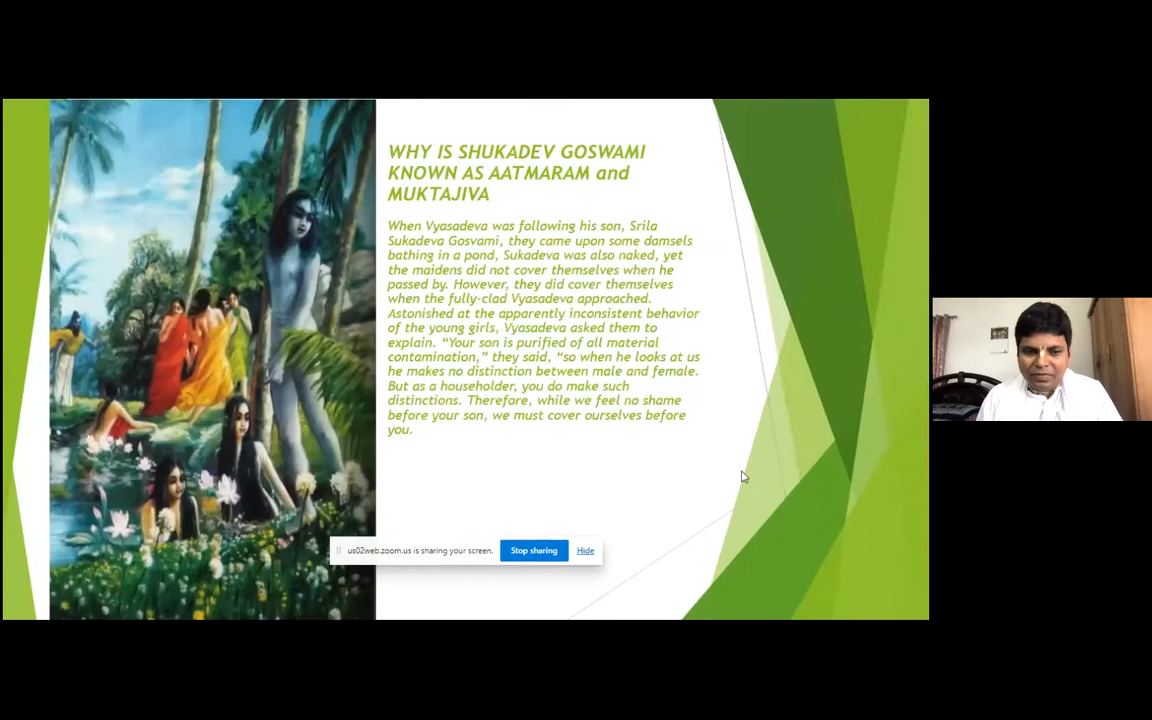 WHY IS SHUKADEV GOSWAMI
KNOWN AS AATMARAM and
MUKTAJIVA
When Vyasadeva was following his son, Srila
Sukadeva Gosvami, they came upon some damsels
bathing in a pond, Sukadeva was also naked, yet
the maidens did not cover themselves when he
passed by. However, they did cover themselves
when the fully-clad Vyasadeva approached.
Astonished at the apparently inconsistent behavior
of the young girls, Vyasadeva asked them to
explain. “Your son is purified of all material
contamination,” they said, “so when he looks at us
he makes no distinction between male and female.
But as a householder, you do make such
distinctions. Therefore, while we feel no shame
before your son, we must cover ourselves before
you.
us02web.zoom.us is sharing your screen.
Stop sharing
Hide